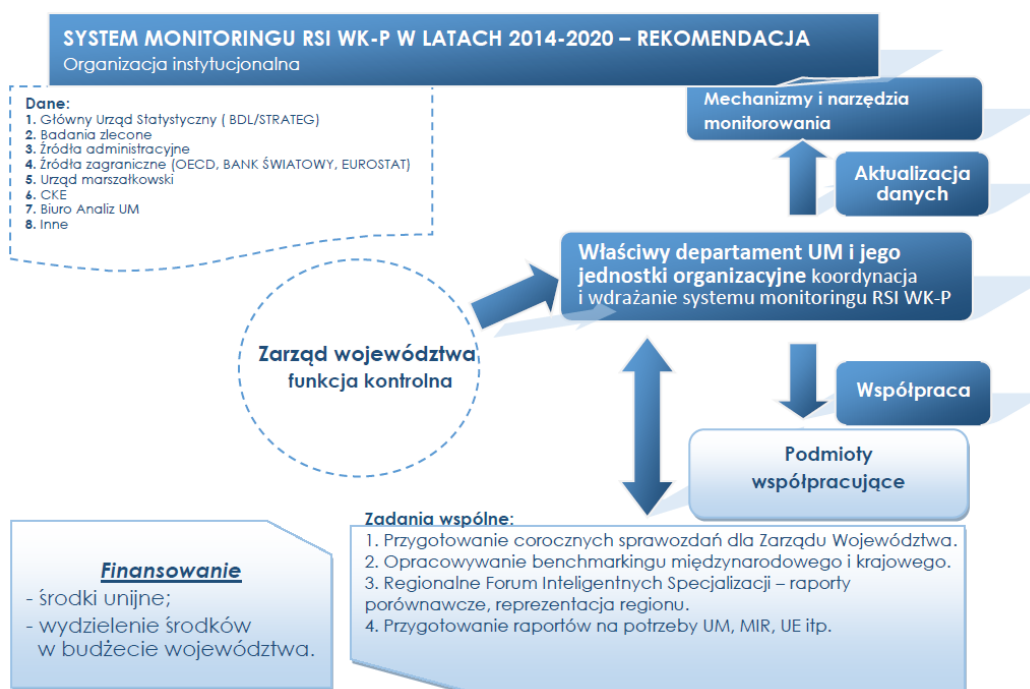 SYSTEM MONITORINGU RSI WK-P W LATACH 2014-2020 – REKOMENDACJA
Organizacja instytucjonalna
Dane:
1. Główny Urząd Statystyczny ( BDL/STRATEG)
2. Badania zlecone
3. Źródła administracyjne
4. Źródła zagraniczne (OECD, BANK ŚWIATOWY, EUROSTAT)
5. Urząd marszałkowski
6. CKE
7. Biuro Analiz UM
8. Inne
Mechanizmy i narzędzia
monitorowania
Aktualizacja
danych
Właściwy departament UM i jego
jednostki organizacyjne koordynacja
i wdrażanie systemu monitoringu RSI WK-P
Zarząd województwa
funkcja kontrolna
Współpraca
Podmioty
współpracujące
Zadania wspólne:
1. Przygotowanie corocznych sprawozdań dla Zarządu Województwa.
2. Opracowywanie benchmarkingu międzynarodowego i krajowego.
3. Regionalne Forum Inteligentnych Specjalizacji – raporty
porównawcze, reprezentacja regionu.
4. Przygotowanie raportów na potrzeby UM, MIR, UE itp.
Finansowanie
- środki unijne;
- wydzielenie środków
w budżecie województwa.